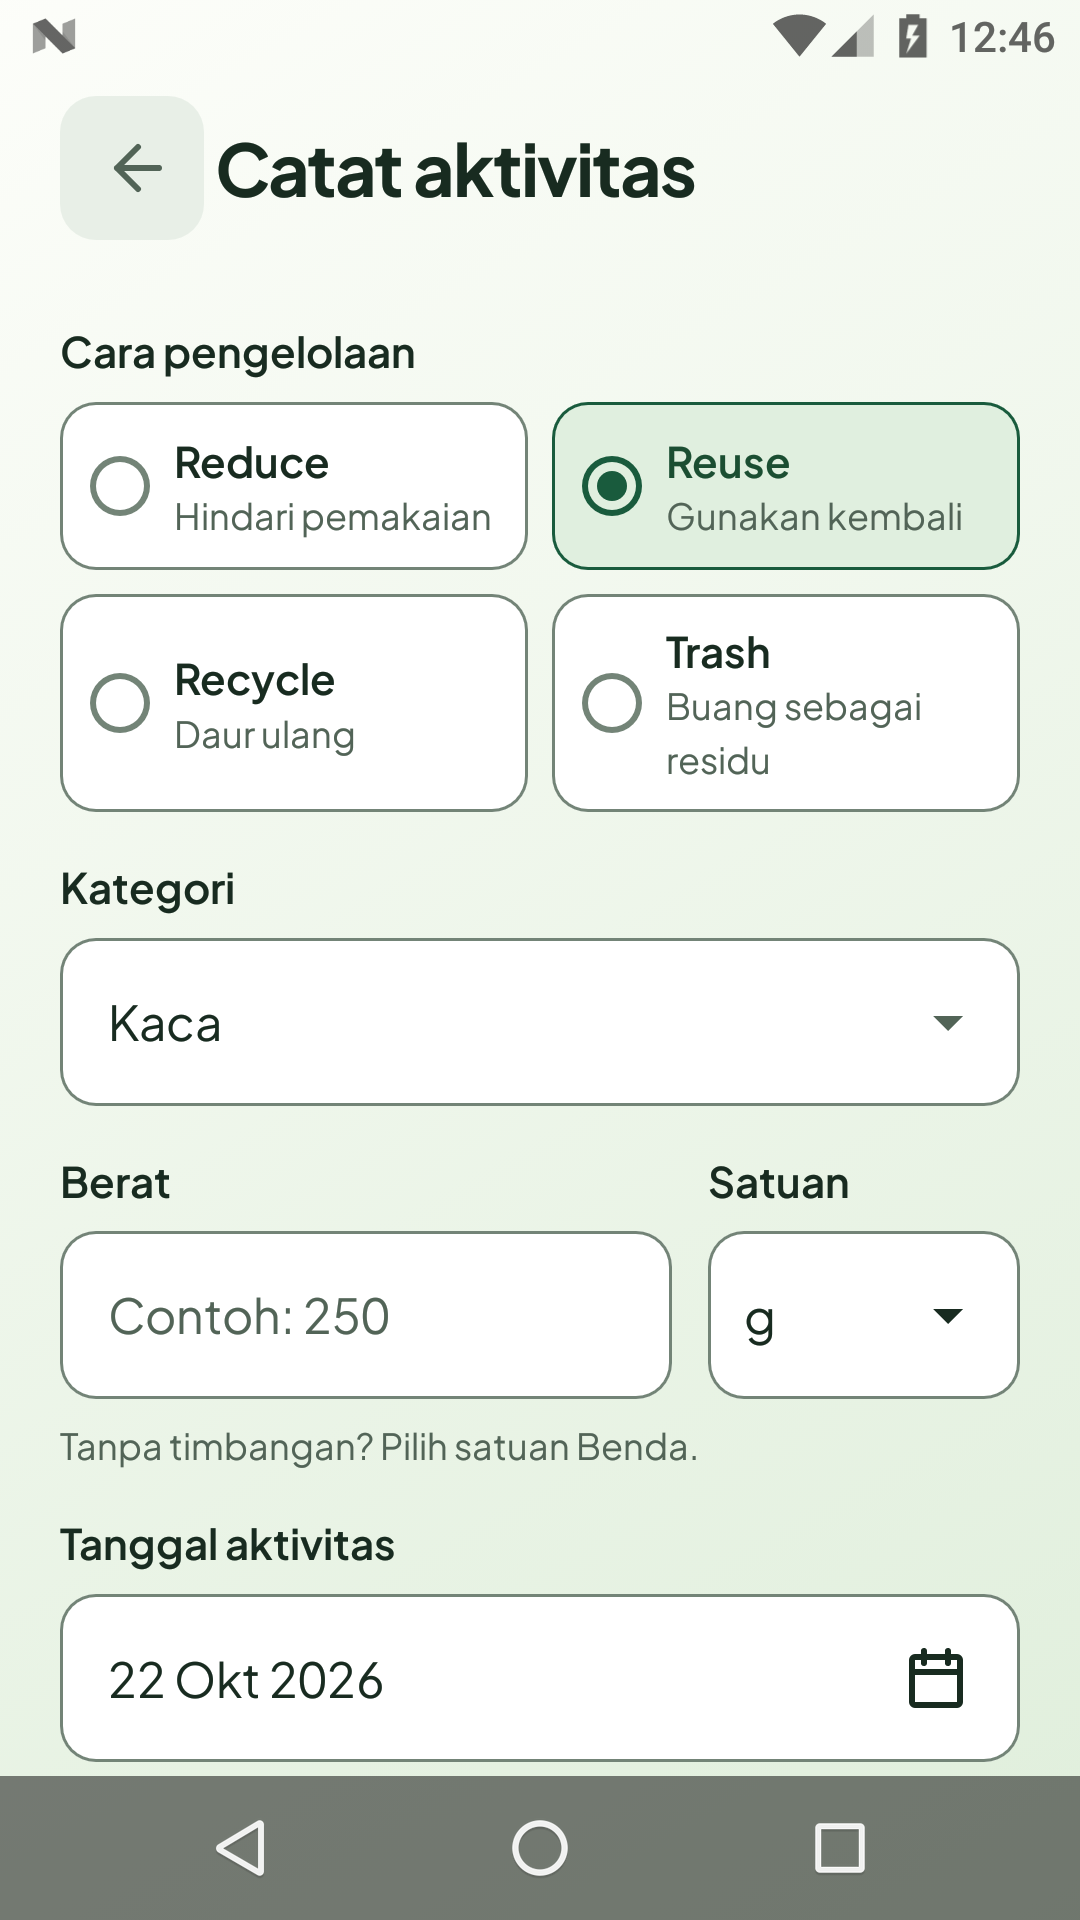 12:46
Catat aktivitas
Cara pengelolaan
Reduce
Hindari pemakaian
Reuse
Gunakan kembali
Recycle
Daur ulang
Trash
Buang sebagai
residu
Kategori
Kaca
Berat
Satuan
Contoh: 250
g
Tanpa timbangan? Pilih satuan Benda.
Tanggal aktivitas
22 Okt 2026